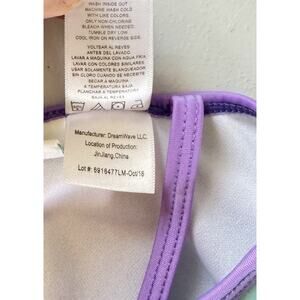 WASH INSIDE OUT
MACHINE WASH COLD
WITH LIKE COLORS.
ONLY NON-CHLORINE
BLEACH WHEN NEEDED
TUMBLE DRY LOW
COOL IRON ON REVERSE SIDE.
VOLTEAR AL REVES
ANTES DEL LAVADO.
LAVAR A MAQUINA CON AGUA FRIA
LAVAR CON COLORES SIMILARES.
USAR SOLAMENTE BLANQUEADOR
SIN CLORO CUANDO SE NECESITE
SECAR A MAQUINA
A TEMPERATURA BAJA
PLANCHAR A TEMPERATURA
BAJA AL REVES
Manufacturer: DreamWave LLC.
Location of Production:
JinJiang,China
Lot #: 6916477LM-Oct/16